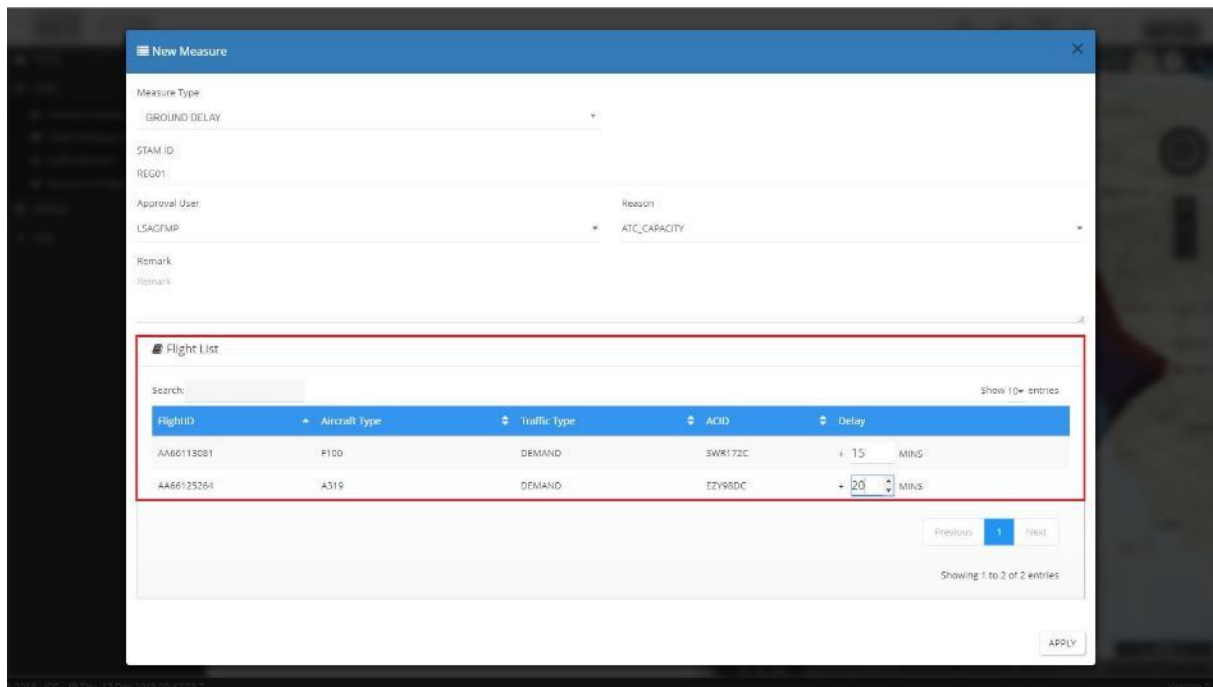 New Measure
Measure Type
GROUND DELAY
STAM ID
REG01
Approval User Reason
LSAGFMP ATC_CAPACITY
Remark
Remark
Flight List
Search: Show 10 entries
FlightID Aircraft Type Traffic Type ACID Delay
AA66113081 F100 DEMAND SWR172C + 15 MINS
AA66125264 A319 DEMAND EZY98DC + 20 MINS
Previous 1 Next
Showing 1 to 2 of 2 entries
APPLY